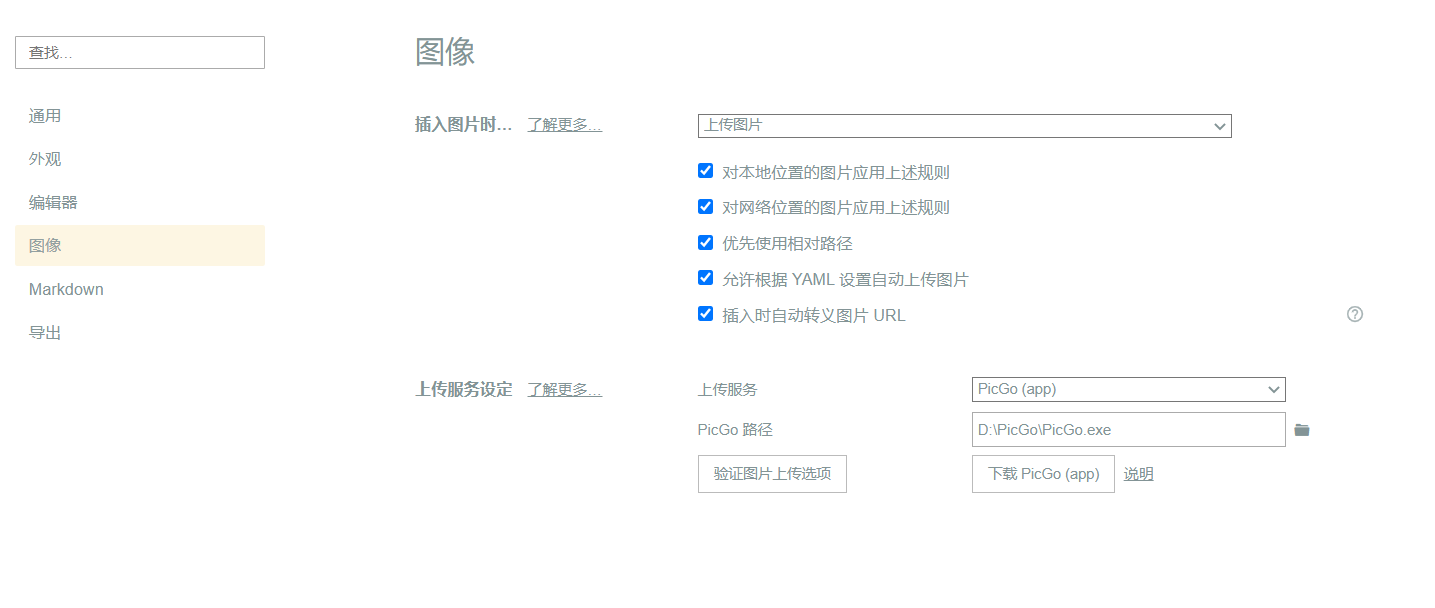 查找…
通用
外观
编辑器
图像
Markdown
导出
图像
插入图片时... 了解更多… 上传图片
对本地位置的图片应用上述规则
对网络位置的图片应用上述规则
优先使用相对路径
允许根据 YAML 设置自动上传图片
插入时自动转义图片 URL
上传服务设定 了解更多… 上传服务 PicGo (app)
PicGo 路径 D:\PicGo\PicGo.exe
验证图片上传选项 下载 PicGo (app) 说明